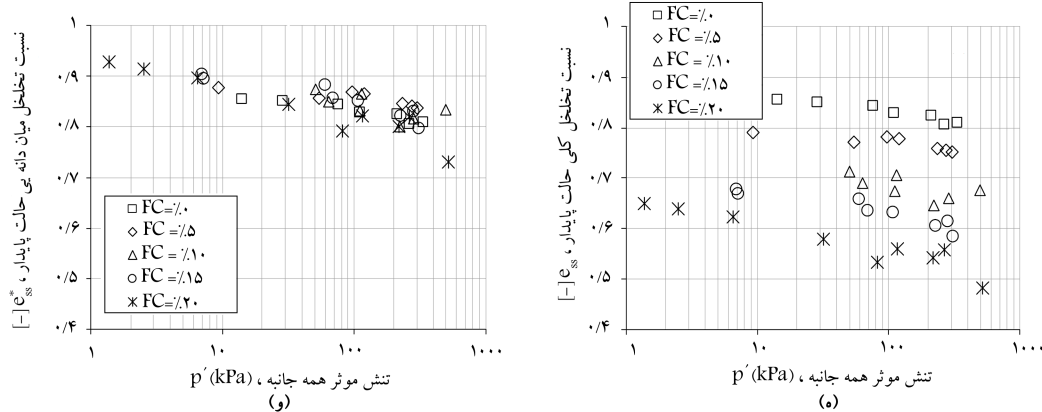 نسبت تخلخل کلی حالت پایدار ، eₛₛ [-]
۱
۰/۹
۰/۸
۰/۷
۰/۶
۰/۵
۰/۴
FC =٪۰
FC =٪۵
FC =٪۱۰
FC =٪۱۵
FC =٪۲۰
۱ ۱۰ ۱۰۰ ۱۰۰۰
تنش موثر همه جانبه ، p´(kPa)
(ه)
نسبت تخلخل میان دانه یی حالت پایدار ، e*ₛₛ [-]
۱
۰/۹
۰/۸
۰/۷
۰/۶
۰/۵
۰/۴
FC=٪۰
FC=٪۵
FC =٪۱۰
FC =٪۱۵
FC=٪۲۰
۱ ۱۰ ۱۰۰ ۱۰۰۰
تنش موثر همه جانبه ، p´(kPa)
(و)